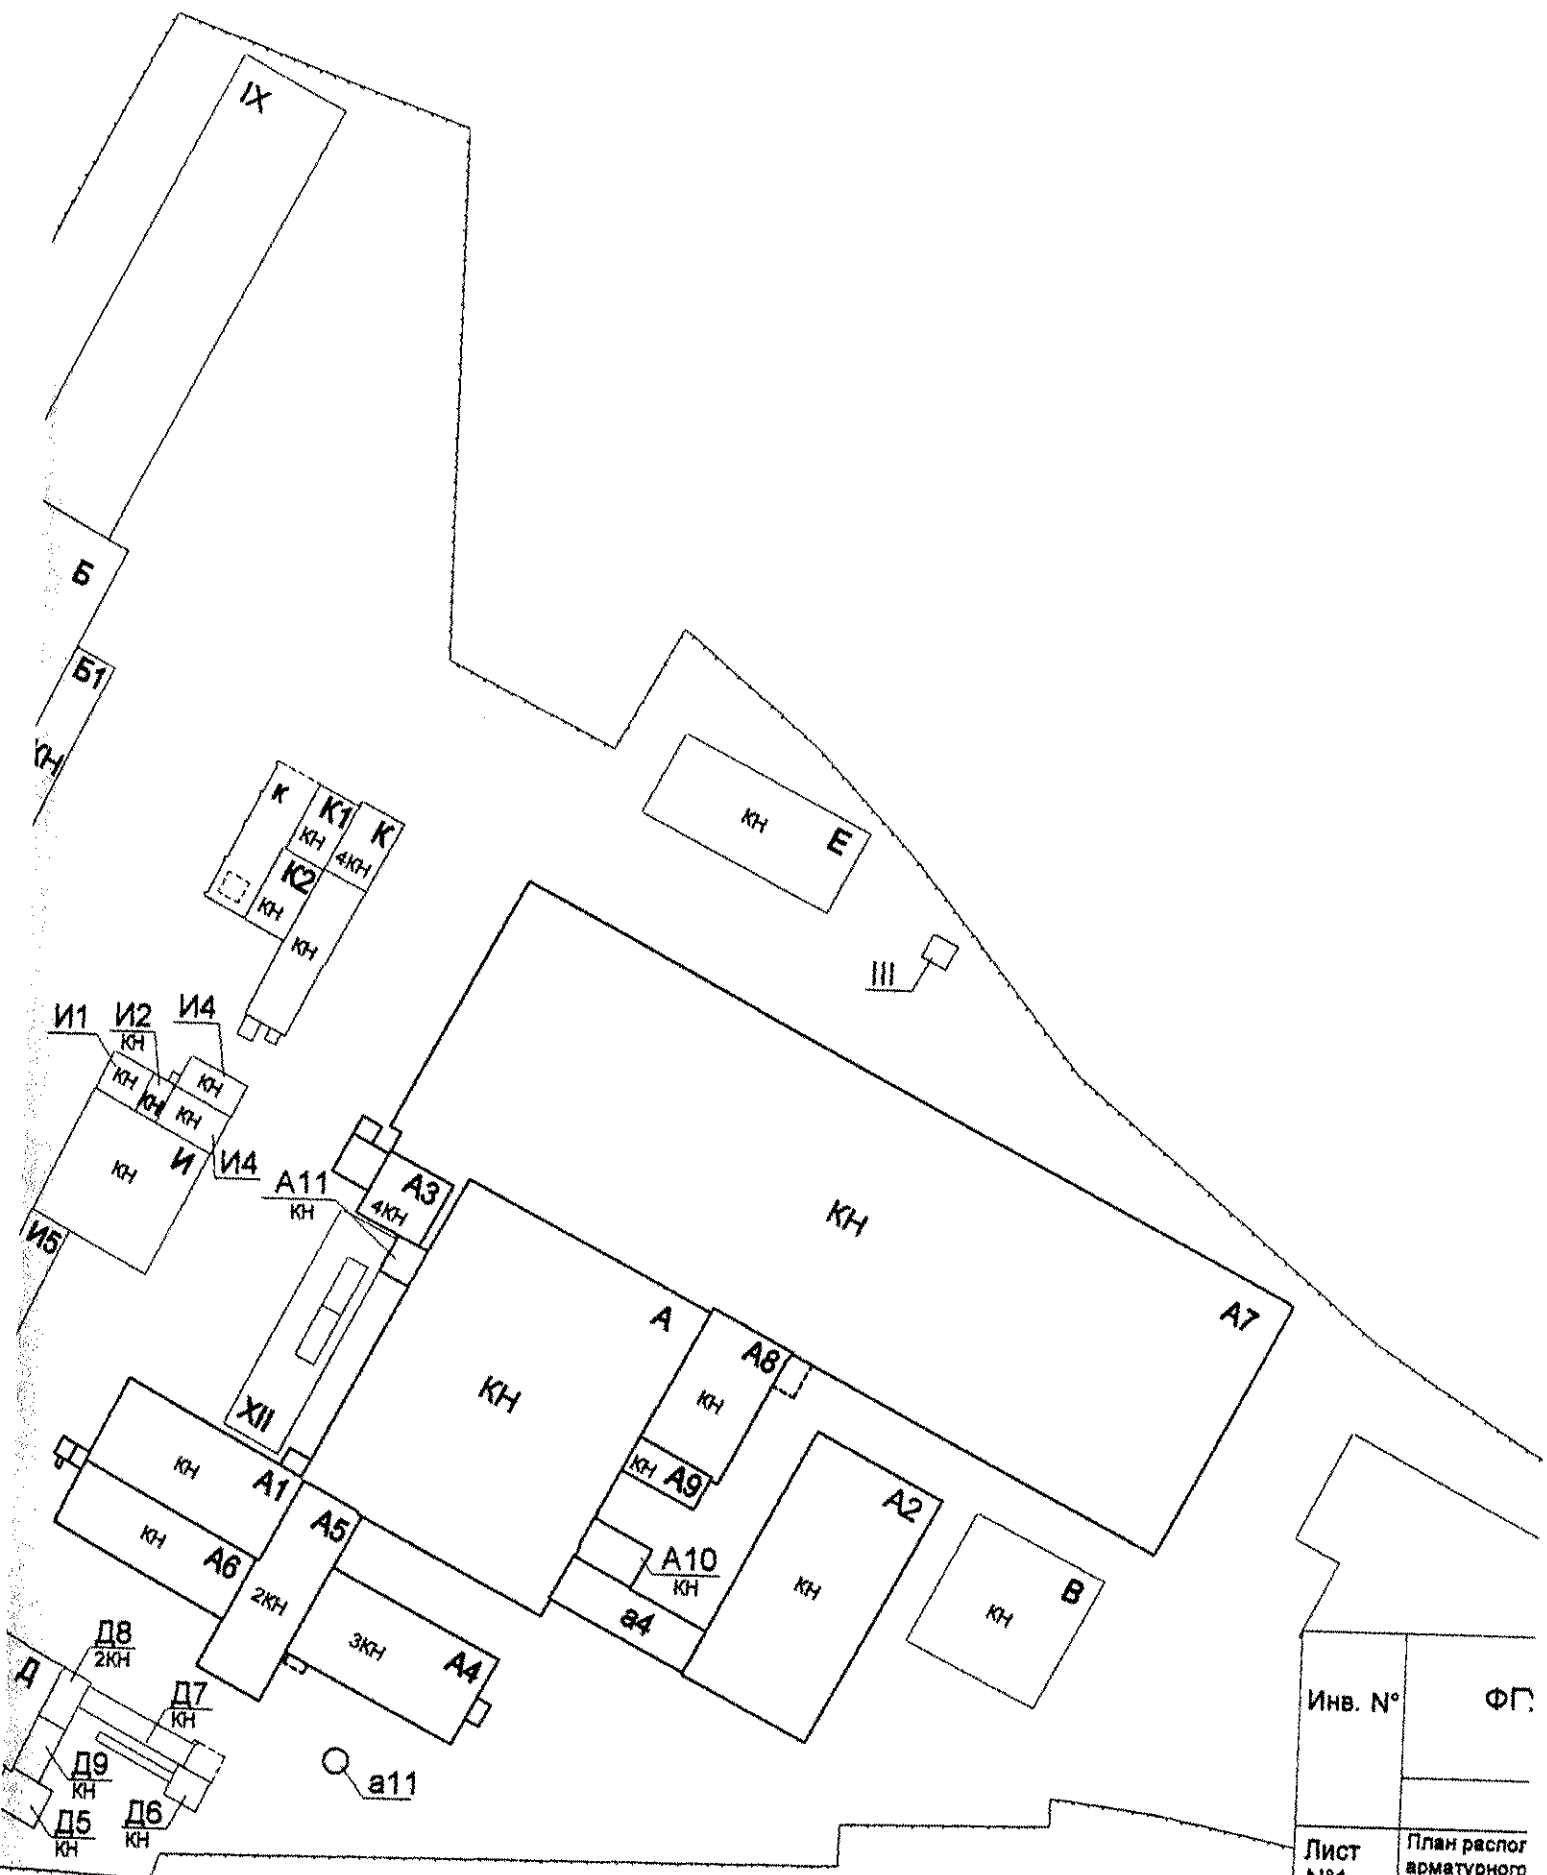 IX
Б
Б1
КН
к
К1
КН
К
4КН
К2
КН
КН
КН
Е
III
И1
И2
КН
И4
КН
КН
КН
КН
КН
И
И4
И5
А11
КН
А3
4КН
КН
А7
А
КН
А8
КН
XII
КН
А1
КН
А9
А2
КН
А5
КН
А6
2КН
А10
КН
а4
КН
В
3КН
А4
Д8
2КН
Д
Д7
КН
Д9
КН
Д5
КН
Д6
КН
а11
Инв. N°
Лист
План распол
арматурного